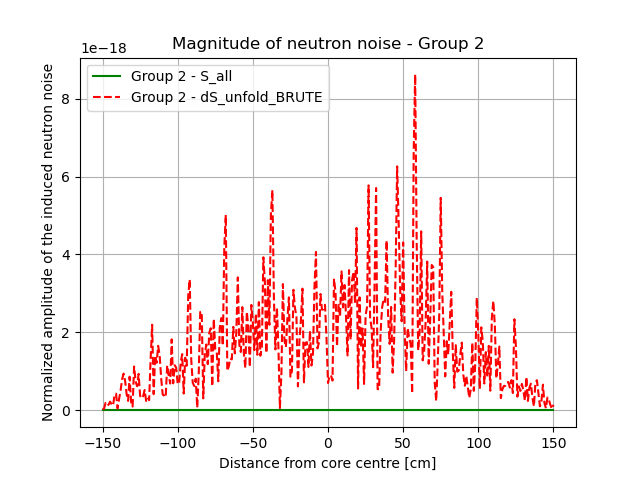 Magnitude of neutron noise - Group 2
1e−18
Group 2 - S_all
Group 2 - dS_unfold_BRUTE
Normalized amplitude of the induced neutron noise
8
6
4
2
0
−150 −100 −50 0 50 100 150
Distance from core centre [cm]